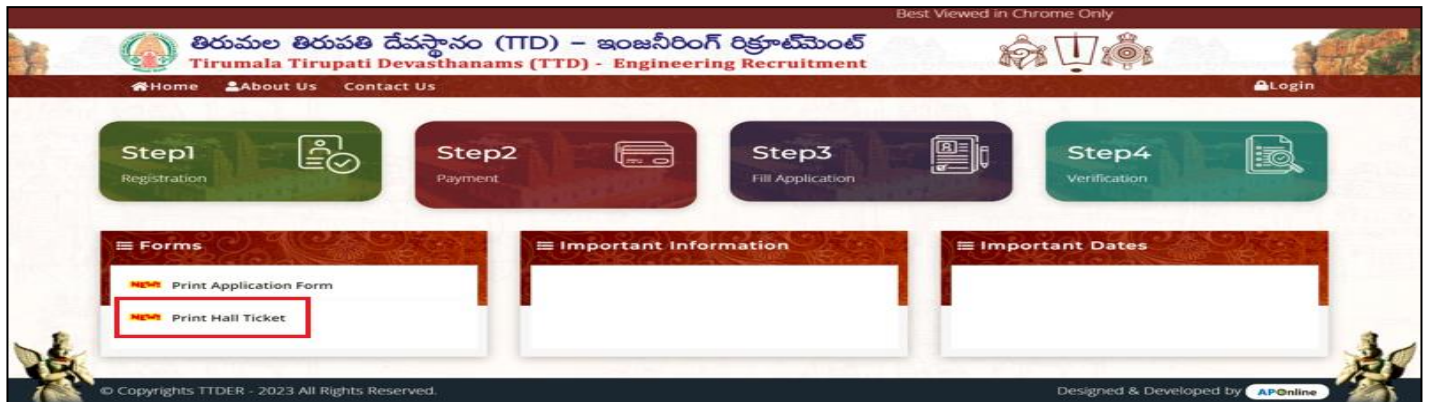 Best Viewed in Chrome Only
తిరుమల తిరుపతి దేవస్థానం (TTD) – ఇంజనీరింగ్ రిక్రూట్‌మెంట్
Tirumala Tirupati Devasthanams (TTD) - Engineering Recruitment
Home About Us Contact Us Login
Step1
Registration
Step2
Payment
Step3
Fill Application
Step4
Verification
Forms
NEW!! Print Application Form
NEW!! Print Hall Ticket
Important Information
Important Dates
© Copyrights TTDER - 2023 All Rights Reserved.
Designed & Developed by APOnline